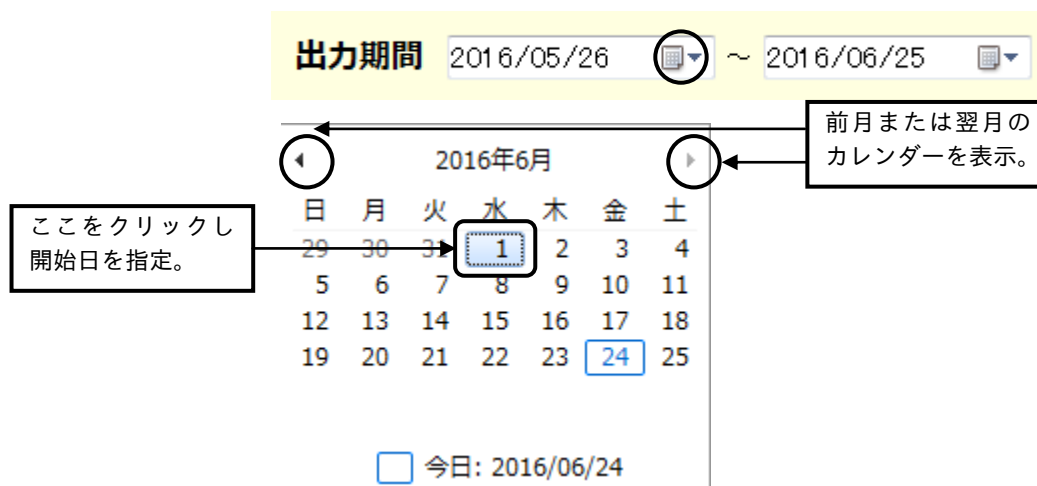 出力期間 2016/05/26 ～ 2016/06/25
前月または翌月の
カレンダーを表示。
2016年6月
日 月 火 水 木 金 土
29 30 31 1 2 3 4
5 6 7 8 9 10 11
12 13 14 15 16 17 18
19 20 21 22 23 24 25
ここをクリックし
開始日を指定。
今日: 2016/06/24